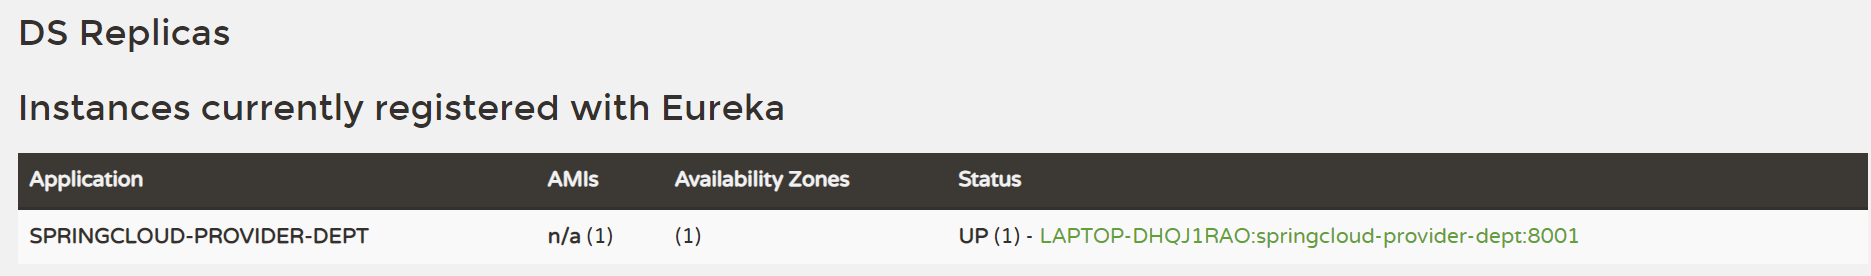 DS Replicas
Instances currently registered with Eureka
Application AMIs Availability Zones Status
SPRINGCLOUD-PROVIDER-DEPT n/a (1) (1) UP (1) - LAPTOP-DHQJ1RAO:springcloud-provider-dept:8001